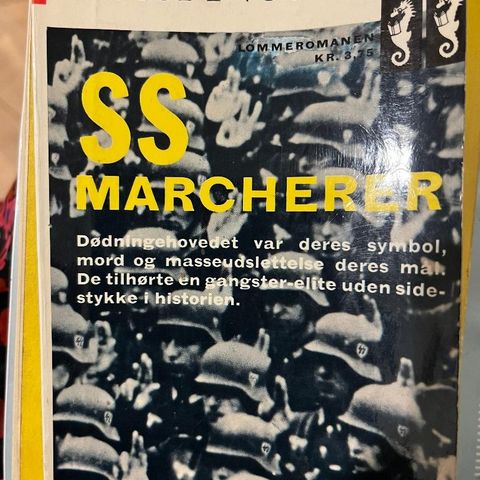 LOMMEROMANEN
KR. 3,75
SS
MARCHERER
Dødningehovedet var deres symbol,
mord og masseudslettelse deres mål.
De tilhørte en gangster-elite uden side-
stykke i historien.